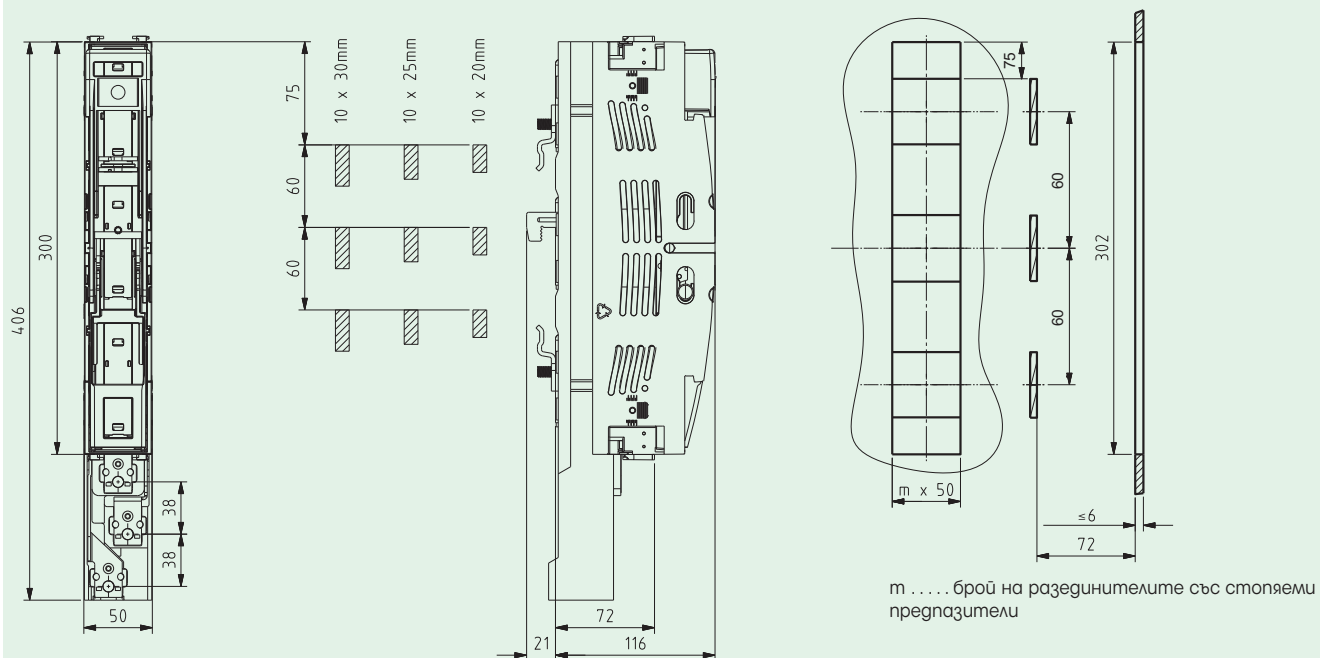 406
300
50
38
38
75
60
60
10 x 30mm
10 x 25mm
10 x 20mm
72
21
116
75
60
60
302
m x 50
≤6
72
m ..... брой на разединителите със стопяеми
предпазители